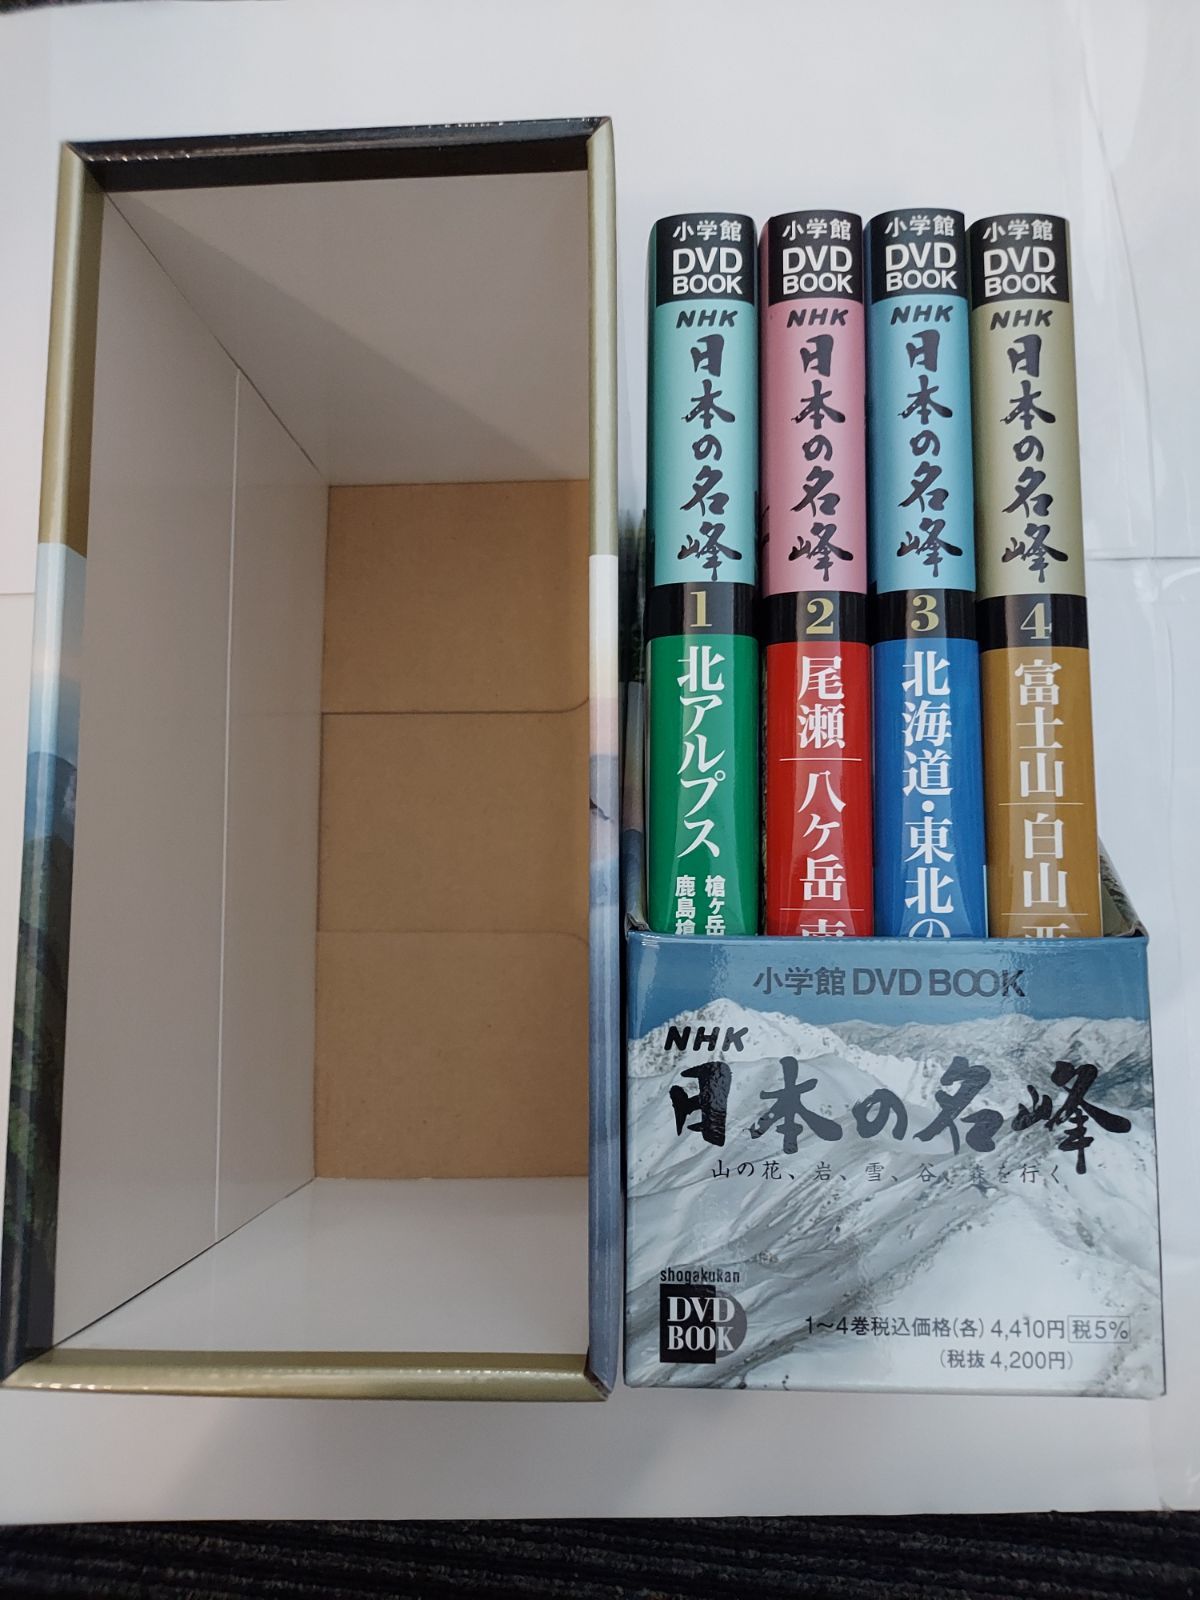 小学館
DVD
BOOK
NHK
日本の名峰
1
北アルプス
槍ヶ岳
鹿島槍
小学館
DVD
BOOK
NHK
日本の名峰
2
尾瀬
八ヶ岳
小学館
DVD
BOOK
NHK
日本の名峰
3
北海道・東北の
小学館
DVD
BOOK
NHK
日本の名峰
4
富士山
白山
小学館 DVD BOOK
NHK
日本の名峰
山の花、岩、雪、谷、森を行く
shogakukan
DVD
BOOK
1〜4巻税込価格(各) 4,410円 税5%
(税抜 4,200円)